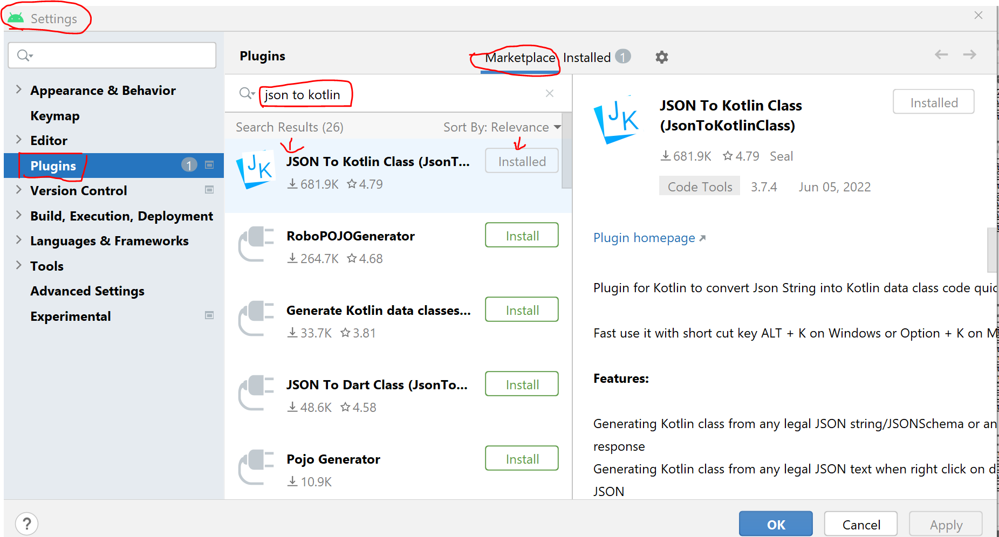 Settings
Plugins
Marketplace Installed 1
Appearance & Behavior
Keymap
Editor
Plugins 1
Version Control
Build, Execution, Deployment
Languages & Frameworks
Tools
Advanced Settings
Experimental
json to kotlin
Search Results (26) Sort By: Relevance
JK
JSON To Kotlin Class (JsonT... Installed
681.9K 4.79
RoboPOJOGenerator Install
264.7K 4.68
Generate Kotlin data classes... Install
33.7K 3.81
JSON To Dart Class (JsonTo... Install
48.6K 4.58
Pojo Generator Install
10.9K
JK
JSON To Kotlin Class Installed
(JsonToKotlinClass)
681.9K 4.79 Seal
Code Tools 3.7.4 Jun 05, 2022
Plugin homepage
Plugin for Kotlin to convert Json String into Kotlin data class code quic
Fast use it with short cut key ALT + K on Windows or Option + K on M
Features:
Generating Kotlin class from any legal JSON string/JSONSchema or an
response
Generating Kotlin class from any legal JSON text when right click on d
JSON
? OK Cancel Apply